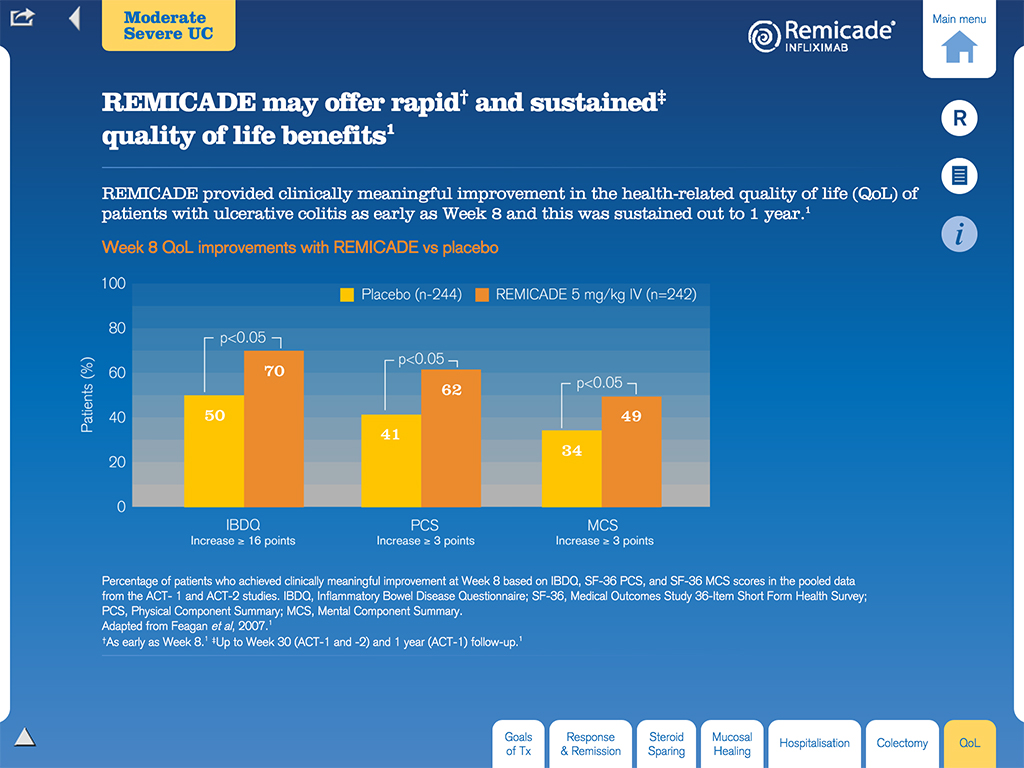 Moderate
Severe UC
Remicade®
INFLIXIMAB
Main menu
R
i
REMICADE may offer rapid† and sustained‡
quality of life benefits¹
REMICADE provided clinically meaningful improvement in the health-related quality of life (QoL) of
patients with ulcerative colitis as early as Week 8 and this was sustained out to 1 year.¹
Week 8 QoL improvements with REMICADE vs placebo
Placebo (n-244) REMICADE 5 mg/kg IV (n=242)
Patients (%)
100
80
60
40
20
0
p<0.05
50
70
p<0.05
41
62
p<0.05
34
49
IBDQ
Increase ≥ 16 points
PCS
Increase ≥ 3 points
MCS
Increase ≥ 3 points
Percentage of patients who achieved clinically meaningful improvement at Week 8 based on IBDQ, SF-36 PCS, and SF-36 MCS scores in the pooled data
from the ACT- 1 and ACT-2 studies. IBDQ, Inflammatory Bowel Disease Questionnaire; SF-36, Medical Outcomes Study 36-Item Short Form Health Survey;
PCS, Physical Component Summary; MCS, Mental Component Summary.
Adapted from Feagan et al, 2007.¹
†As early as Week 8.¹ ‡Up to Week 30 (ACT-1 and -2) and 1 year (ACT-1) follow-up.¹
Goals
of Tx
Response
& Remission
Steroid
Sparing
Mucosal
Healing
Hospitalisation
Colectomy
QoL